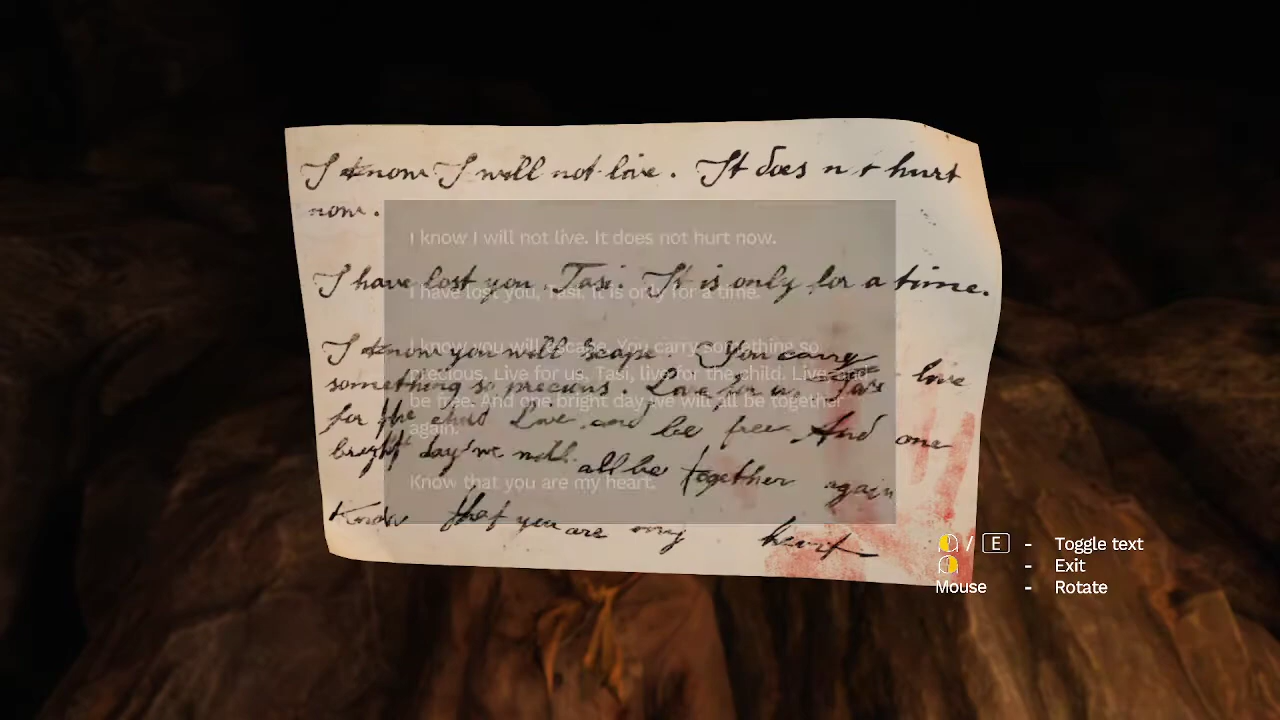 I know I will not live. It does n t hurt
now.
I have lost you, Tasi. It is only for a time.
I know you will escape. You carry
something so precious. Live for us, Tasi, live
for the child. Live and be free. And one
bright day we will all be together again
Know that you are my heart
I know I will not live. It does not hurt now.
I have lost you, Tasi. It is only for a time.
I know you will escape. You carry something so
precious. Live for us, Tasi, live for the child. Live and
be free. And one bright day we will all be together
again.
Know that you are my heart.
/ E - Toggle text
- Exit
Mouse - Rotate